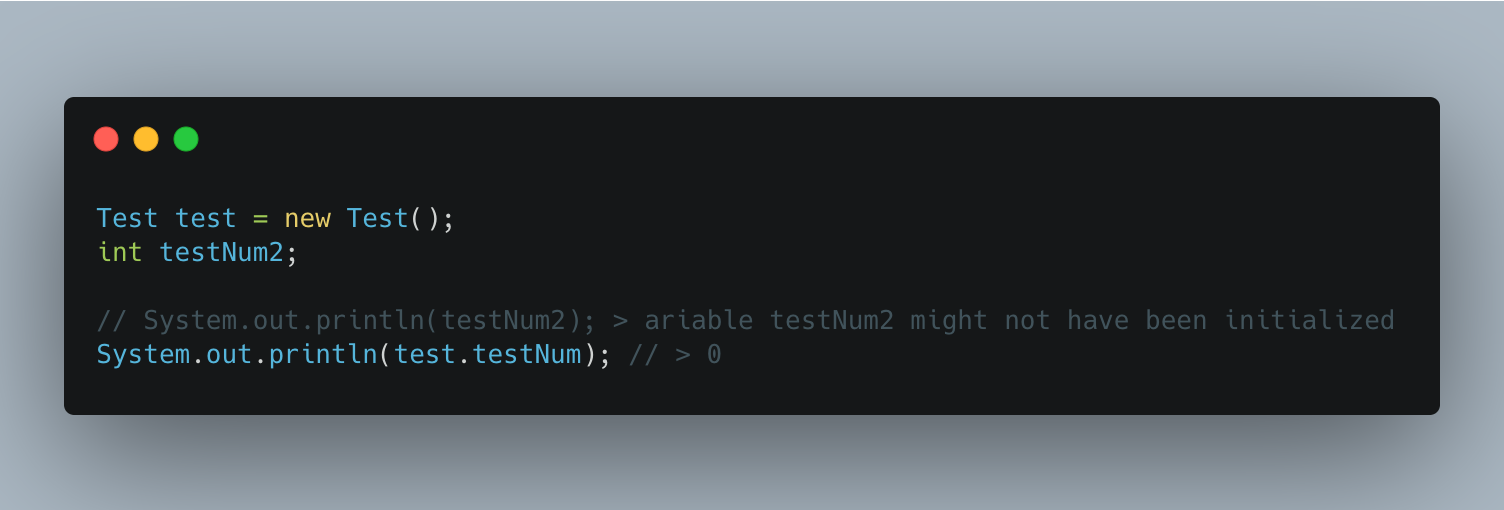 Test test = new Test();
int testNum2;
// System.out.println(testNum2); > ariable testNum2 might not have been initialized
System.out.println(test.testNum); // > 0